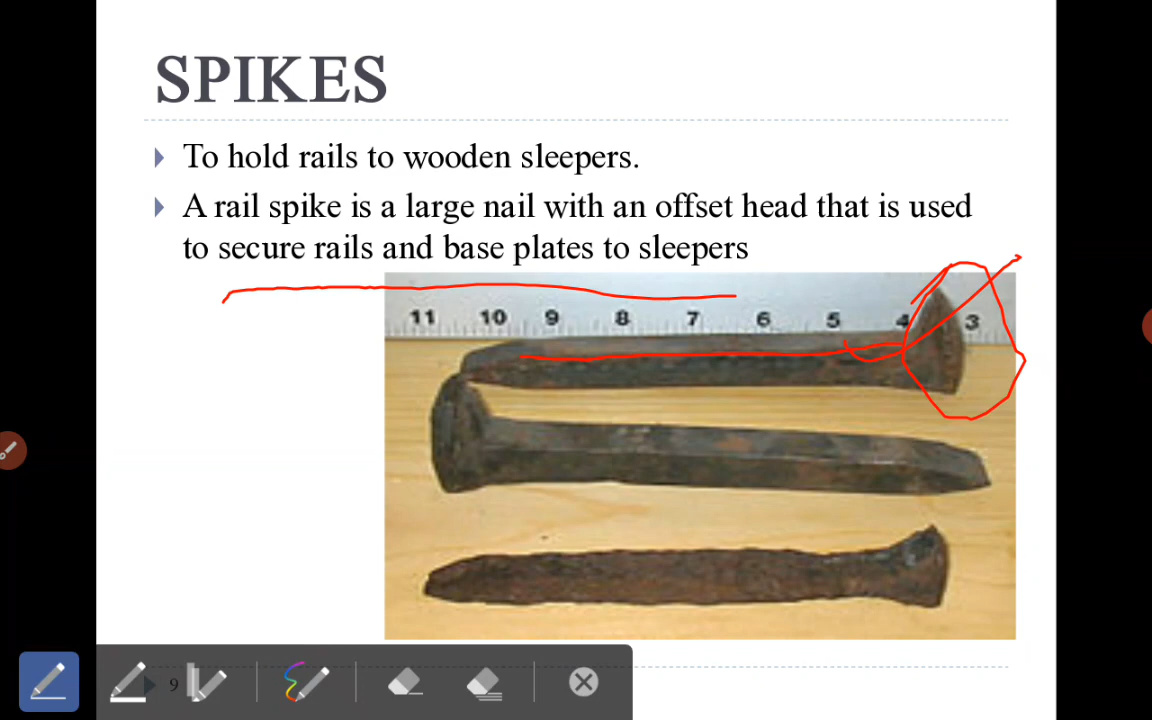 SPIKES
To hold rails to wooden sleepers.
A rail spike is a large nail with an offset head that is used
to secure rails and base plates to sleepers
11 10 9 8 7 6 5 4 3
9